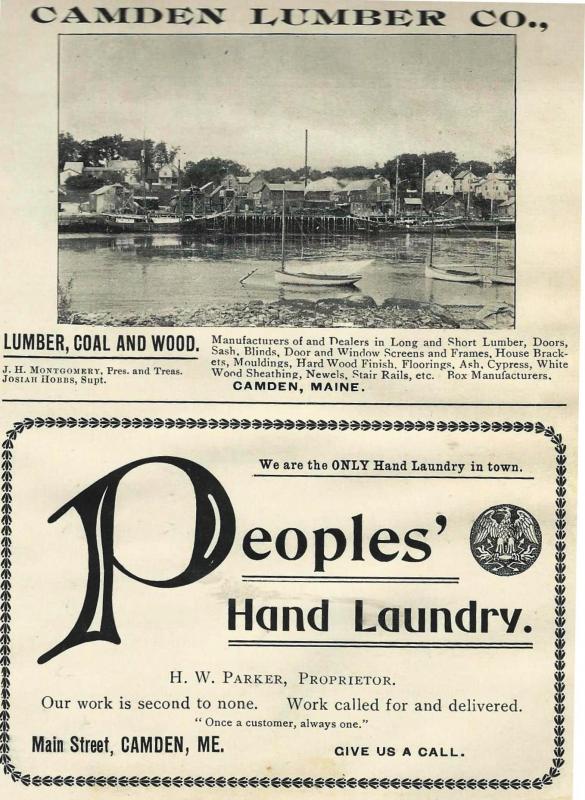 CAMDEN LUMBER CO.,
LUMBER, COAL AND WOOD.
J. H. MONTGOMERY, Pres. and Treas.
JOSIAH HOBBS, Supt.
Manufacturers of and Dealers in Long and Short Lumber, Doors,
Sash, Blinds, Door and Window Screens and Frames, House Brack-
ets, Mouldings, Hard Wood Finish, Floorings, Ash, Cypress, White
Wood Sheathing, Newels, Stair Rails, etc. Box Manufacturers.
CAMDEN, MAINE.
We are the ONLY Hand Laundry in town.
Peoples'
Hand Laundry.
H. W. PARKER, PROPRIETOR.
Our work is second to none. Work called for and delivered.
"Once a customer, always one."
Main Street, CAMDEN, ME.
GIVE US A CALL.